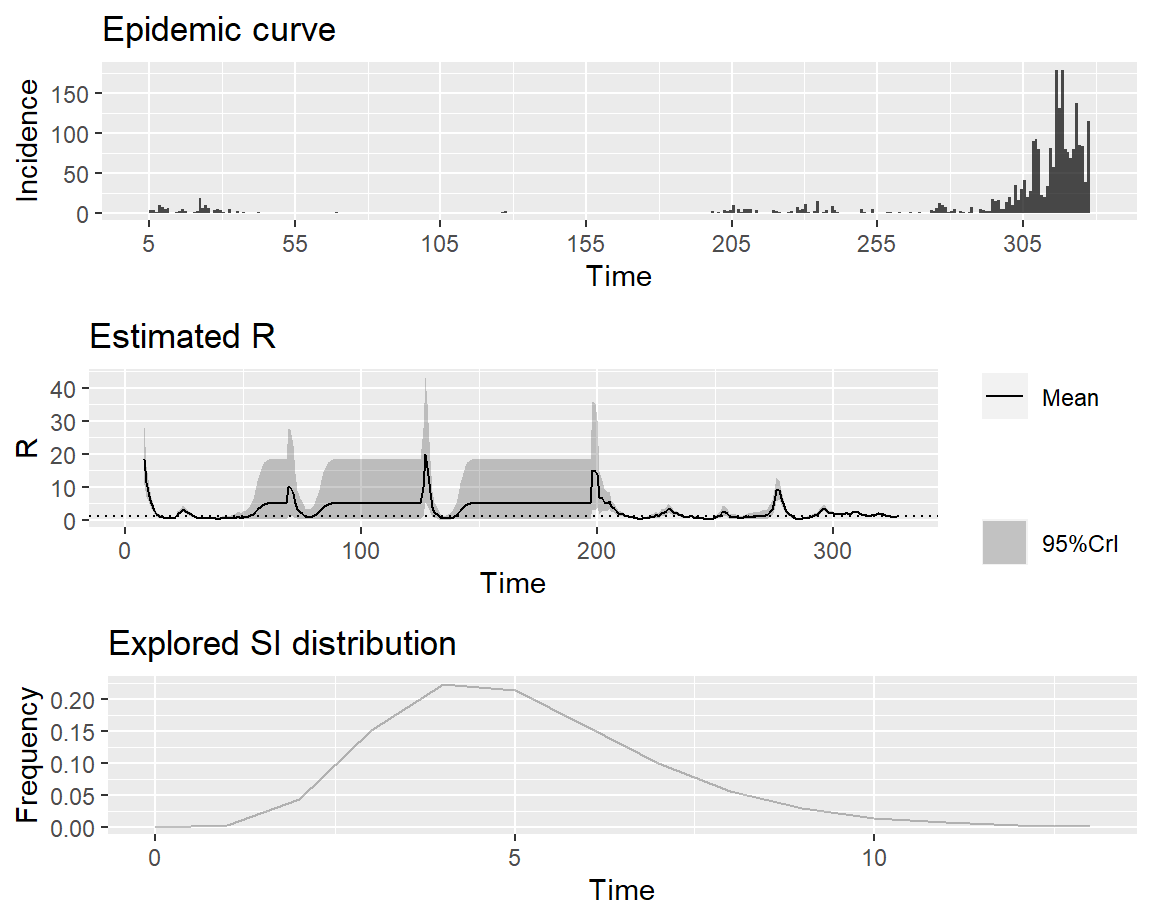 Epidemic curve
Incidence
150
100
50
0
5 55 105 155 205 255 305
Time
Estimated R
R
40
30
20
10
0
0 100 200 300
Time
Mean
95%CrI
Explored SI distribution
Frequency
0.20
0.15
0.10
0.05
0.00
0 5 10
Time